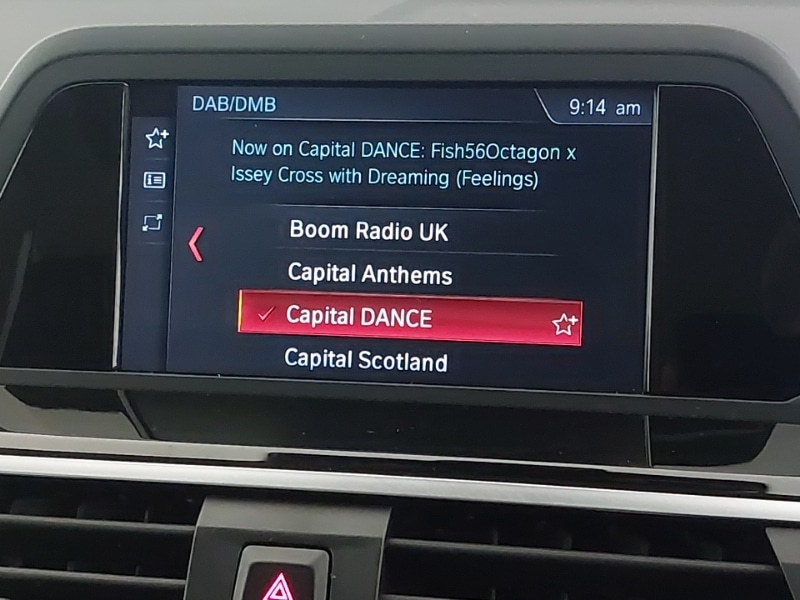 DAB/DMB
9:14 am
Now on Capital DANCE: Fish56Octagon x
Issey Cross with Dreaming (Feelings)
Boom Radio UK
Capital Anthems
Capital DANCE
Capital Scotland